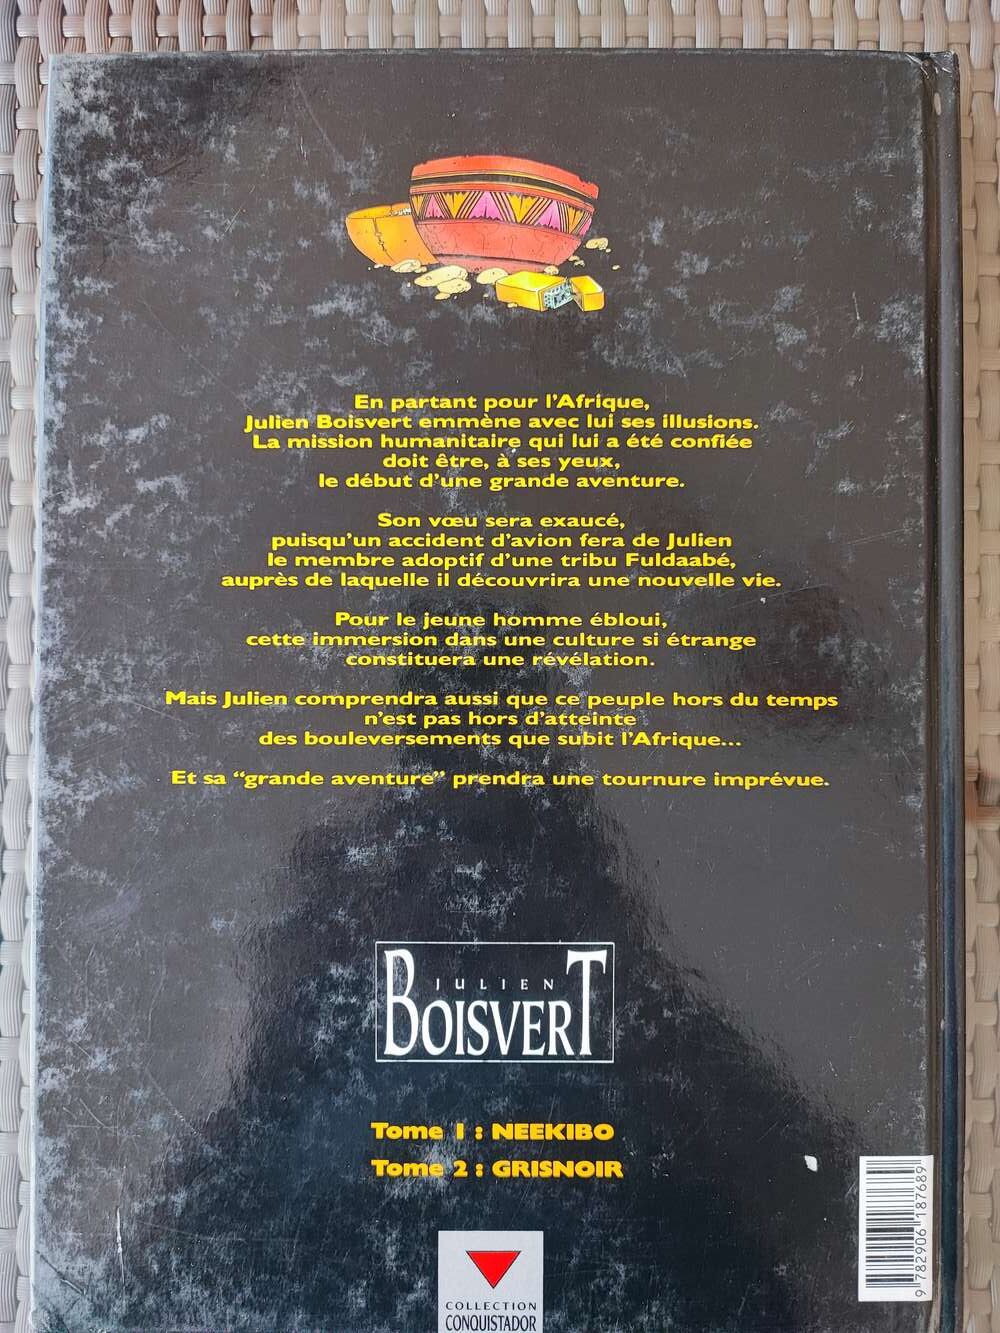 En partant pour l'Afrique,
Julien Boisvert emmène avec lui ses illusions.
La mission humanitaire qui lui a été confiée
doit être, à ses yeux,
le début d'une grande aventure.
Son vœu sera exaucé,
puisqu'un accident d'avion fera de Julien
le membre adoptif d'une tribu Fuldaabé,
auprès de laquelle il découvrira une nouvelle vie.
Pour le jeune homme ébloui,
cette immersion dans une culture si étrange
constituera une révélation.
Mais Julien comprendra aussi que ce peuple hors du temps
n'est pas hors d'atteinte
des bouleversements que subit l'Afrique...
Et sa "grande aventure" prendra une tournure imprévue.
JULIEN
BOISVERT
Tome 1 : NEEKIBO
Tome 2 : GRISNOIR
9 782906 187689
COLLECTION
CONQUISTADOR